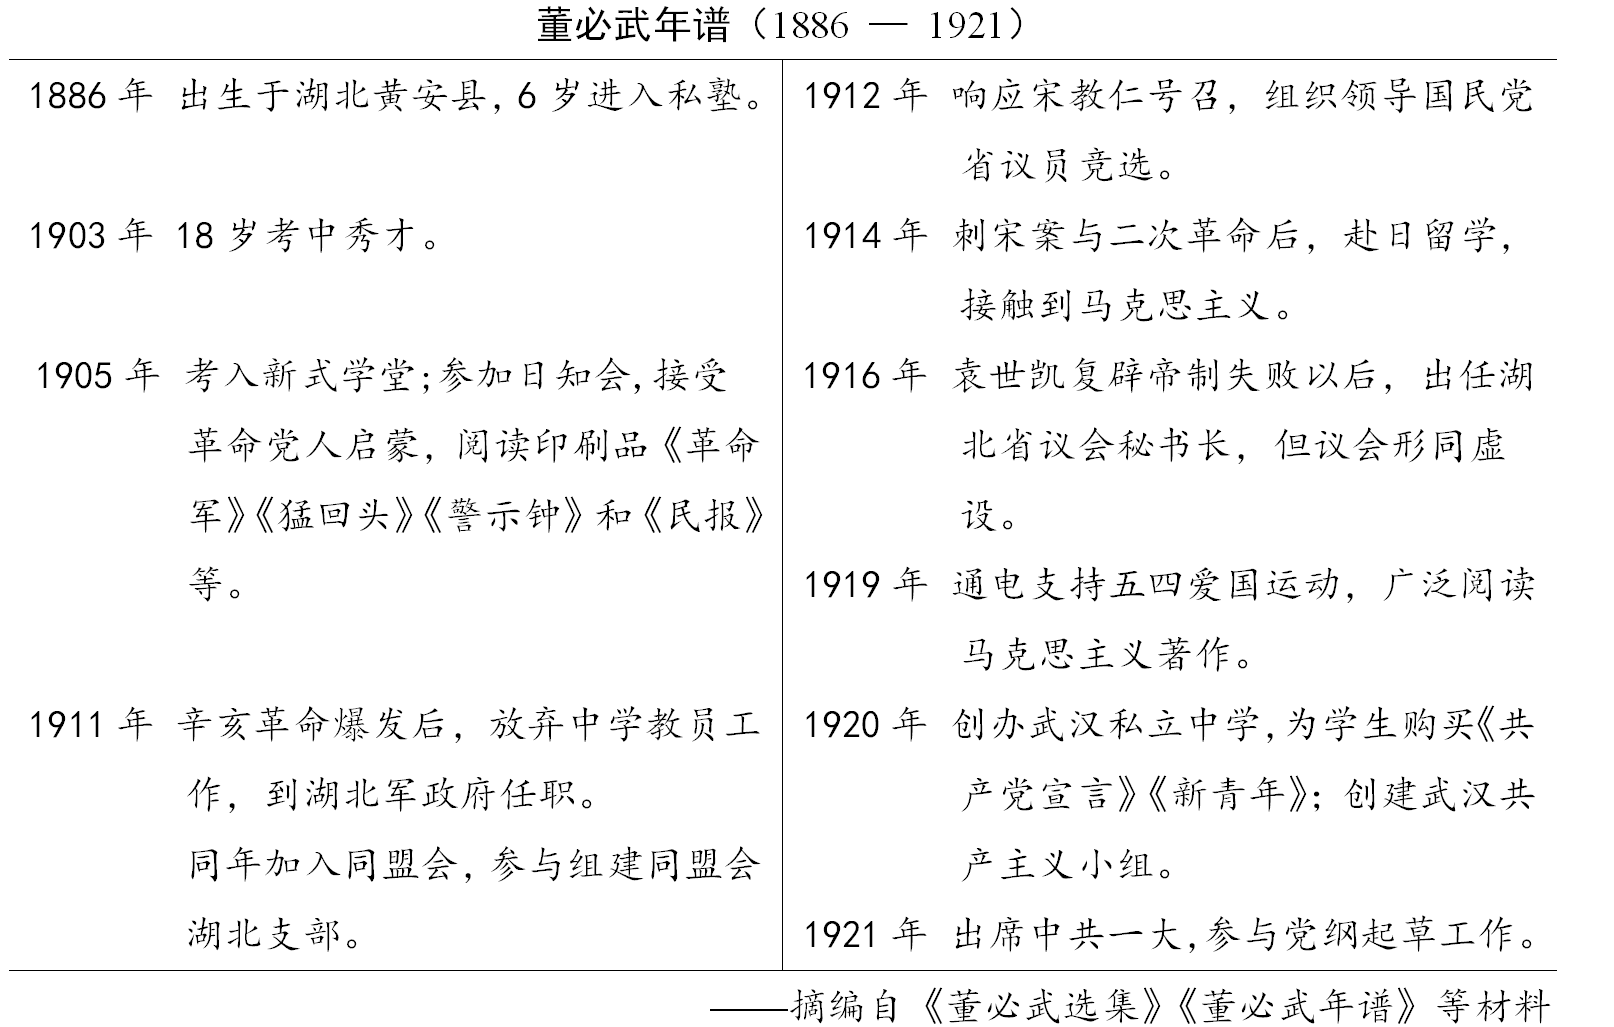 董必武年谱（1886 — 1921）
1886 年 出生于湖北黄安县，6 岁进入私塾。
1903 年 18 岁考中秀才。
1905 年 考入新式学堂；参加日知会，接受
革命党人启蒙，阅读印刷品《革命
军》《猛回头》《警示钟》和《民报》
等。
1911 年 辛亥革命爆发后，放弃中学教员工
作，到湖北军政府任职。
同年加入同盟会，参与组建同盟会
湖北支部。
1912 年 响应宋教仁号召，组织领导国民党
省议员竞选。
1914 年 刺宋案与二次革命后，赴日留学，
接触到马克思主义。
1916 年 袁世凯复辟帝制失败以后，出任湖
北省议会秘书长，但议会形同虚
设。
1919 年 通电支持五四爱国运动，广泛阅读
马克思主义著作。
1920 年 创办武汉私立中学，为学生购买《共
产党宣言》《新青年》；创建武汉共
产主义小组。
1921 年 出席中共一大，参与党纲起草工作。
——摘编自《董必武选集》《董必武年谱》等材料